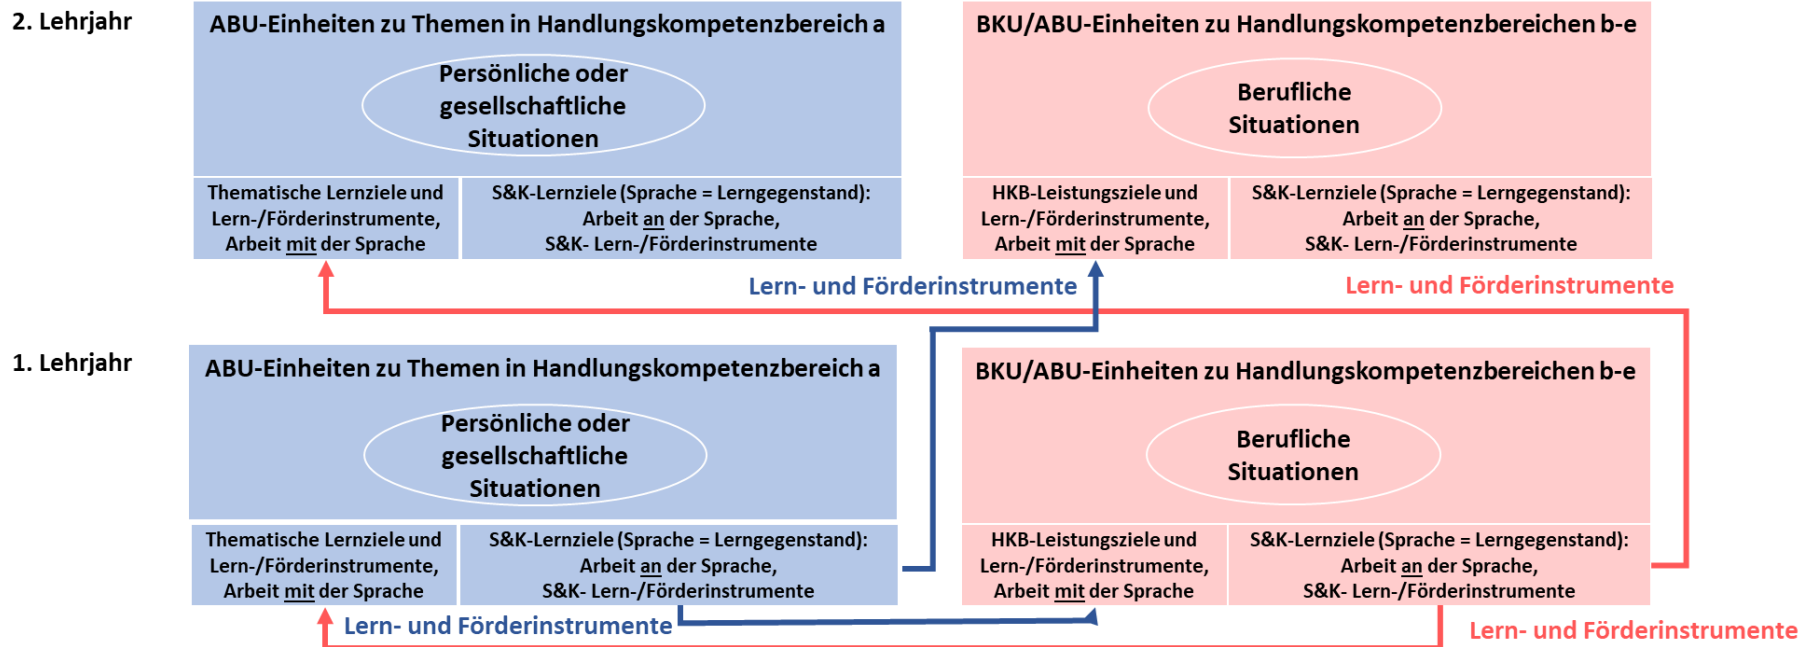 2. Lehrjahr
ABU-Einheiten zu Themen in Handlungskompetenzbereich a
Persönliche oder
gesellschaftliche
Situationen
Thematische Lernziele und
Lern-/Förderinstrumente,
Arbeit mit der Sprache
S&K-Lernziele (Sprache = Lerngegenstand):
Arbeit an der Sprache,
S&K- Lern-/Förderinstrumente
BKU/ABU-Einheiten zu Handlungskompetenzbereichen b-e
Berufliche
Situationen
HKB-Leistungsziele und
Lern-/Förderinstrumente,
Arbeit mit der Sprache
S&K-Lernziele (Sprache = Lerngegenstand):
Arbeit an der Sprache,
S&K- Lern-/Förderinstrumente
Lern- und Förderinstrumente
Lern- und Förderinstrumente
1. Lehrjahr
ABU-Einheiten zu Themen in Handlungskompetenzbereich a
Persönliche oder
gesellschaftliche
Situationen
Thematische Lernziele und
Lern-/Förderinstrumente,
Arbeit mit der Sprache
S&K-Lernziele (Sprache = Lerngegenstand):
Arbeit an der Sprache,
S&K- Lern-/Förderinstrumente
BKU/ABU-Einheiten zu Handlungskompetenzbereichen b-e
Berufliche
Situationen
HKB-Leistungsziele und
Lern-/Förderinstrumente,
Arbeit mit der Sprache
S&K-Lernziele (Sprache = Lerngegenstand):
Arbeit an der Sprache,
S&K- Lern-/Förderinstrumente
Lern- und Förderinstrumente
Lern- und Förderinstrumente